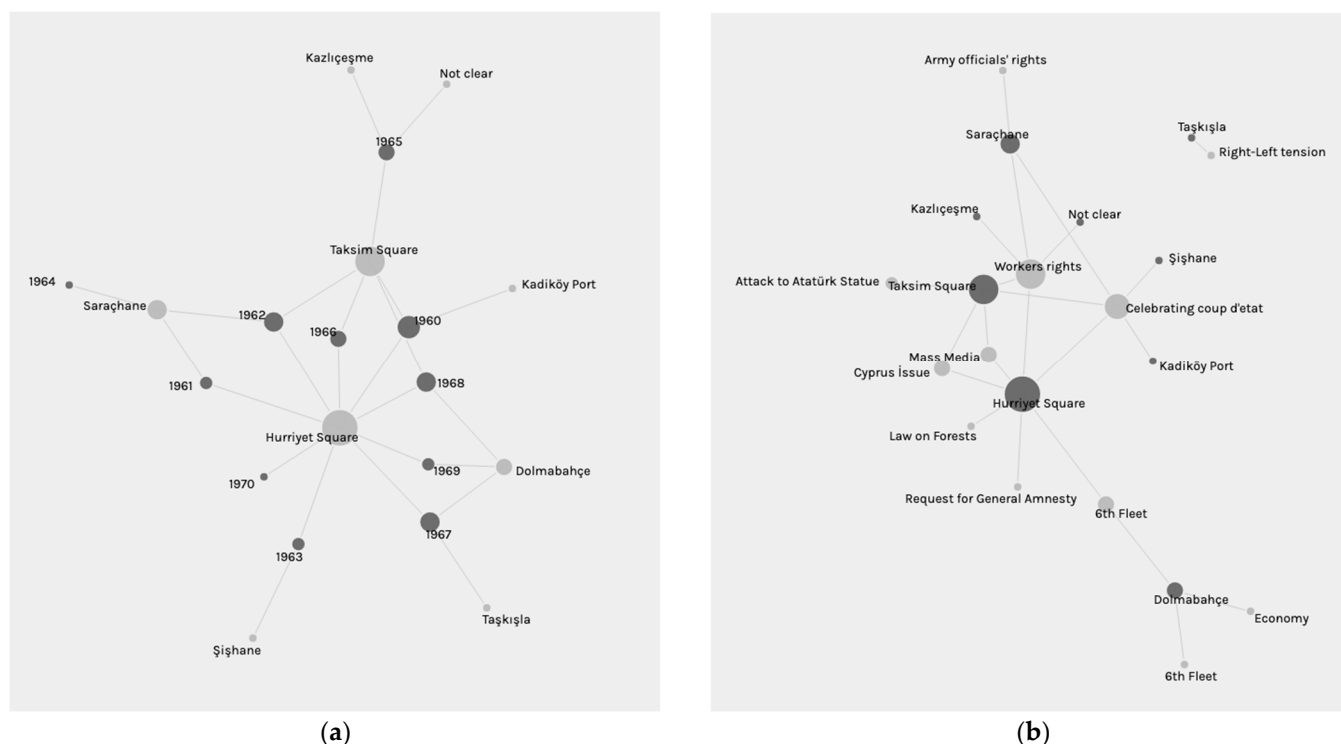 Kazlıçeşme
Not clear
1965
Taksim Square
1964
Saraçhane
Kadiköy Port
1962
1966
1960
1961
1968
Hurriyet Square
1969
Dolmabahçe
1970
1967
1963
Taşkışla
Şişhane
(a)
Army officials' rights
Taşkışla
Saraçhane
Right-Left tension
Kazlıçeşme
Not clear
Şişhane
Workers rights
Attack to Atatürk Statue
Taksim Square
Celebrating coup d'etat
Mass Media
Cyprus İssue
Kadiköy Port
Hurriyet Square
Law on Forests
Request for General Amnesty
6th Fleet
Dolmabahçe
Economy
6th Fleet
(b)